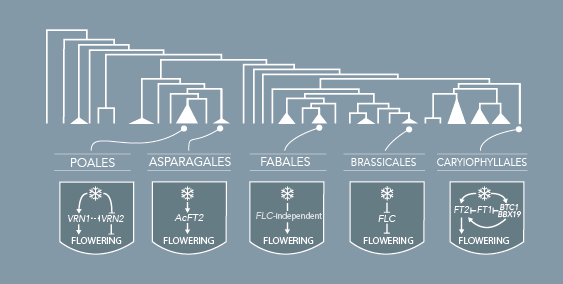 POALES ASPARAGALES FABALES BRASSICALES CARYIOPHYLLALES
VRN1 VRN2
FLOWERING
AcFT2
FLOWERING
FLC-independent
FLOWERING
FLC
FLOWERING
FT2 FT1 BTC1
BBX19
FLOWERING